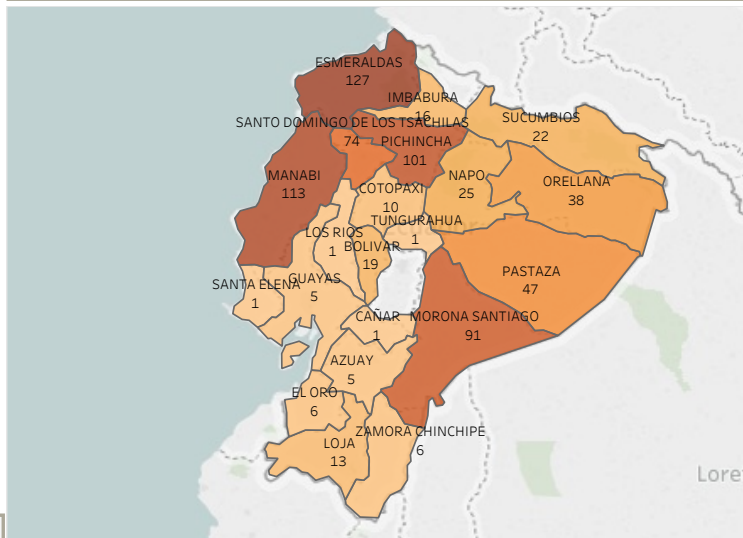 ESMERALDAS
127
IMBABURA
16
SANTO DOMINGO DE LOS TSACHILAS
74
PICHINCHA
101
SUCUMBIOS
22
MANABI
113
COTOPAXI
10
NAPO
25
ORELLANA
38
TUNGURAHUA
1
Ecuador
LOS RIOS
1
BOLIVAR
19
PASTAZA
47
SANTA ELENA
1
GUAYAS
5
CAÑAR
1
MORONA SANTIAGO
91
AZUAY
5
EL ORO
6
ZAMORA CHINCHIPE
6
LOJA
13